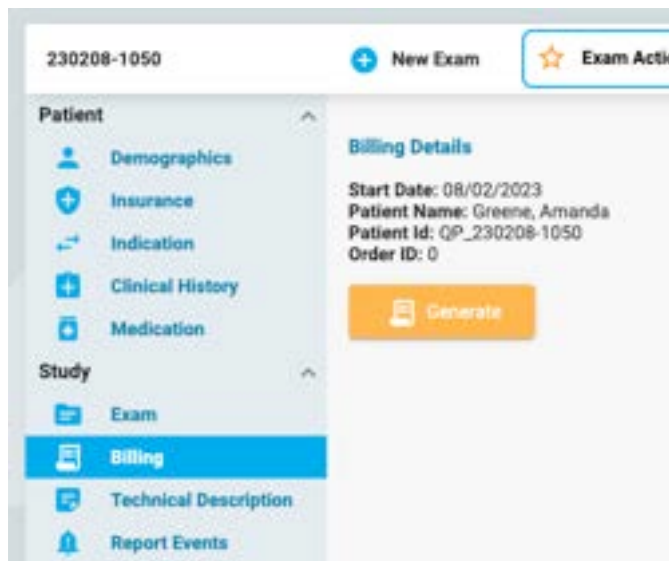 230208-1050
New Exam
Exam Acti
Patient
Demographics
Insurance
Indication
Clinical History
Medication
Study
Exam
Billing
Technical Description
Report Events
Billing Details
Start Date: 08/02/2023
Patient Name: Greene, Amanda
Patient Id: QP_230208-1050
Order ID: 0
Generate